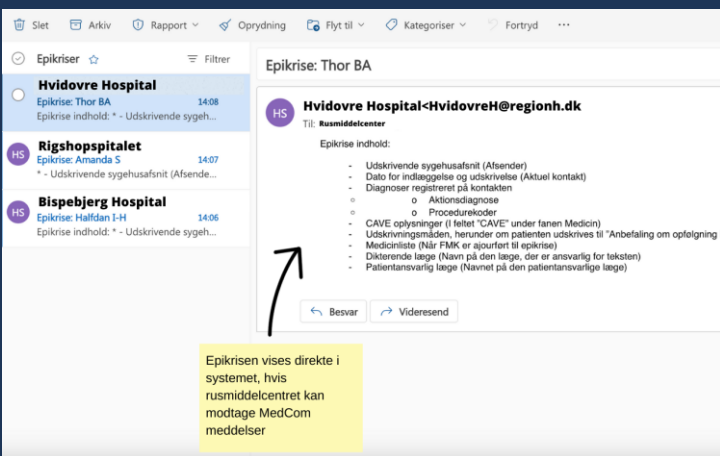 Slet Arkiv Rapport Oprydning Flyt til Kategoriser Fortryd ...
Epikriser Filtrer
Hvidovre Hospital
Epikrise: Thor BA 14:08
Epikrise indhold: * - Udskrivende sygeh...
HS
Rigshopspitalet
Epikrise: Amanda S 14:07
* - Udskrivende sygehusafsnit (Afsende...
HS
Bispebjerg Hospital
Epikrise: Halfdan I-H 14:06
Epikrise indhold: * - Udskrivende sygeh...
Epikrise: Thor BA
HS
Hvidovre Hospital<HvidovreH@regionh.dk
Til: Rusmiddelcenter
Epikrise indhold:
- Udskrivende sygehusafsnit (Afsender)
- Dato for indlæggelse og udskrivelse (Aktuel kontakt)
- Diagnoser registreret på kontakten
o o Aktionsdiagnose
o o Procedurekoder
- CAVE oplysninger (I feltet "CAVE" under fanen Medicin)
- Udskrivningsmåden, herunder om patienten udskrives til "Anbefaling om opfølgning
- Medicinliste (Når FMK er ajourført til epikrise)
- Dikterende læge (Navn på den læge, der er ansvarlig for teksten)
- Patientansvarlig læge (Navnet på den patientansvarlige læge)
Besvar Videresend
Epikrisen vises direkte i
systemet, hvis
rusmiddelcentret kan
modtage MedCom
meddelser